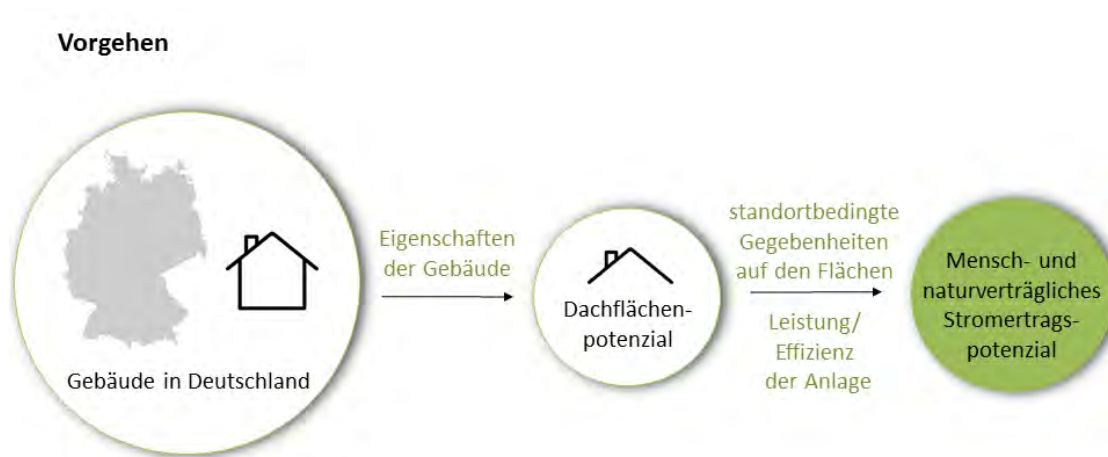 Vorgehen
Gebäude in Deutschland
Eigenschaften
der Gebäude
Dachflächen-
potenzial
standortbedingte
Gegebenheiten
auf den Flächen
Leistung/
Effizienz
der Anlage
Mensch- und
naturverträgliches
Stromertrags-
potenzial